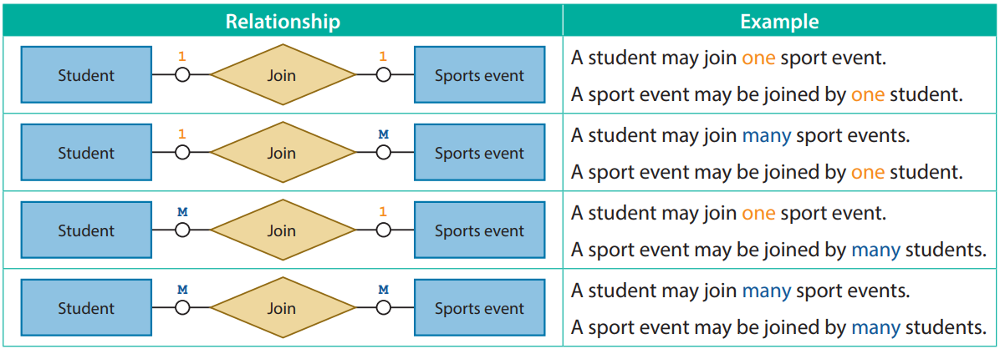 Relationship Example
1 1
Student Join Sports event
A student may join one sport event.
A sport event may be joined by one student.
1 M
Student Join Sports event
A student may join many sport events.
A sport event may be joined by one student.
M 1
Student Join Sports event
A student may join one sport event.
A sport event may be joined by many students.
M M
Student Join Sports event
A student may join many sport events.
A sport event may be joined by many students.